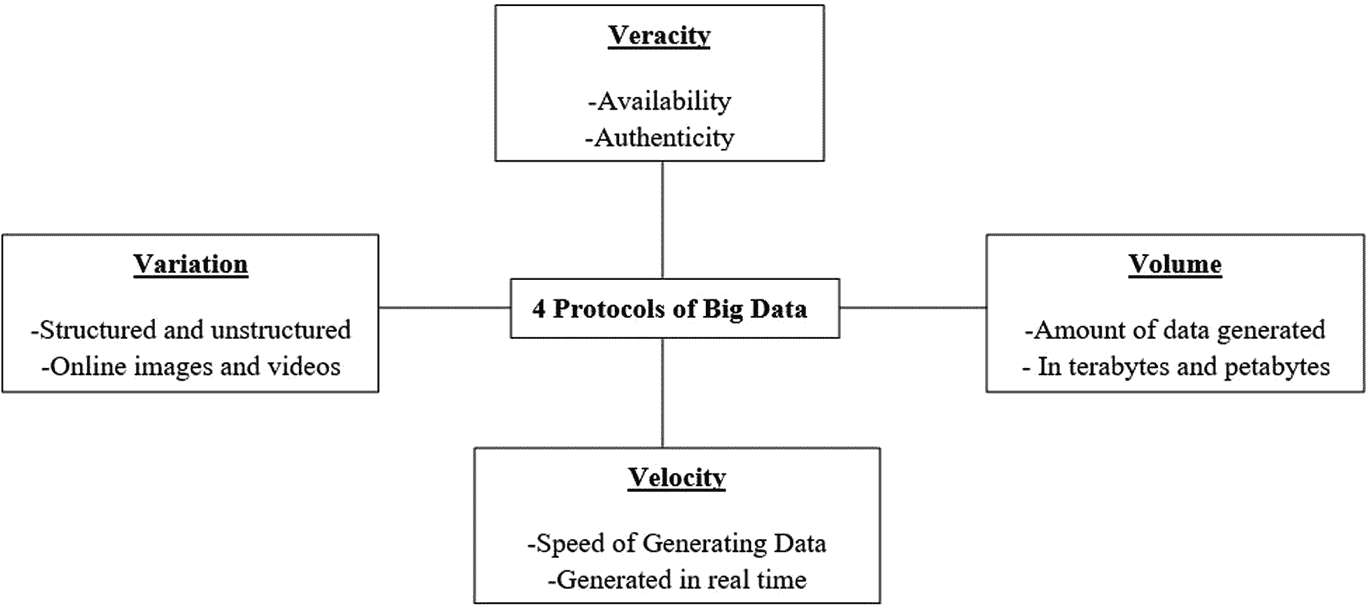 Veracity
-Availability
-Authenticity
Variation
-Structured and unstructured
-Online images and videos
4 Protocols of Big Data
Volume
-Amount of data generated
- In terabytes and petabytes
Velocity
-Speed of Generating Data
-Generated in real time